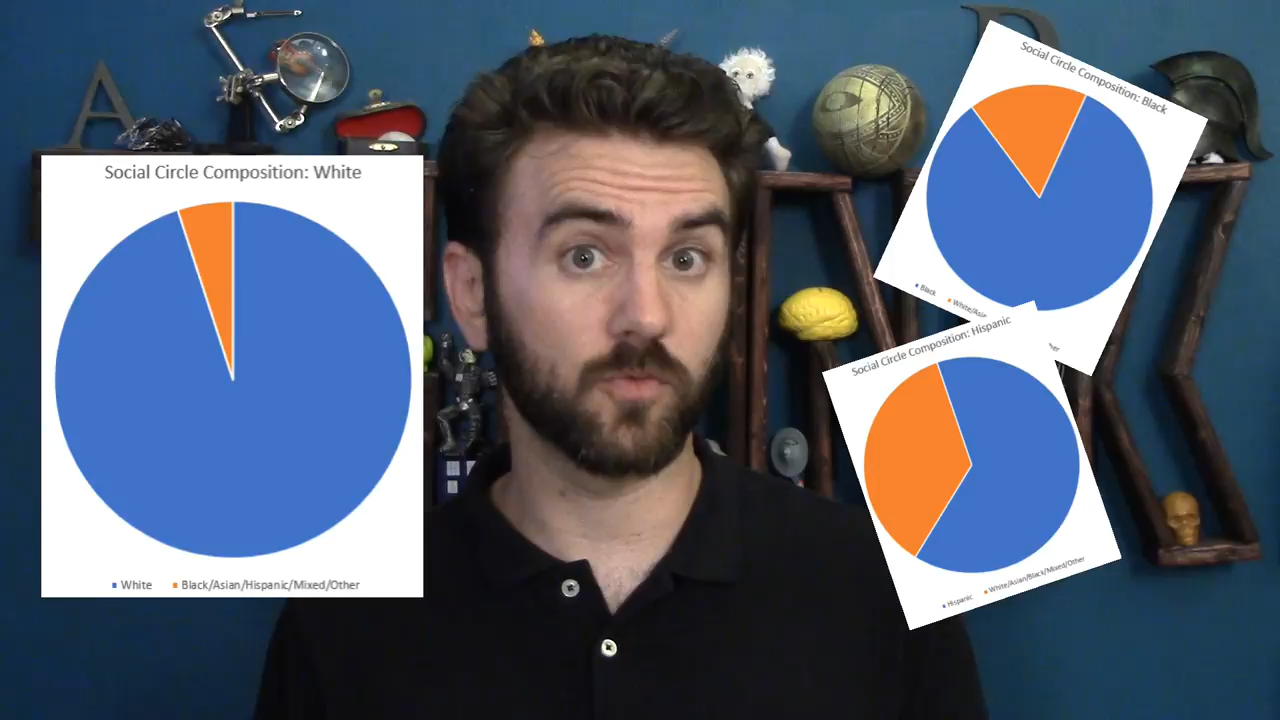 A
Social Circle Composition: White
White
Black/Asian/Hispanic/Mixed/Other
Social Circle Composition: Black
Black
Social Circle Composition: Hispanic
Hispanic
White/Asian/Black/Mixed/Other